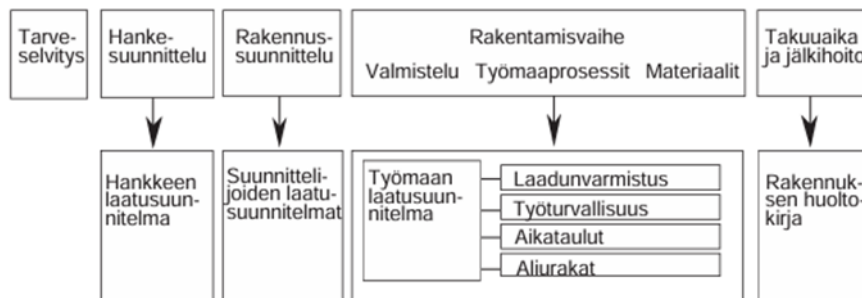 Tarve-
selvitys
Hanke-
suunnittelu
Rakennus-
suunnittelu
Rakentamisvaihe
Valmistelu Työmaaprosessit Materiaalit
Takuuaika
ja jälkihoito
Hankkeen
laatusuun-
nitelma
Suunnitteli-
joiden laatu-
suunnitelmat
Työmaan
laatusuun-
nitelma
Laadunvarmistus
Työturvallisuus
Aikataulut
Aliurakat
Rakennuk-
sen huolto-
kirja